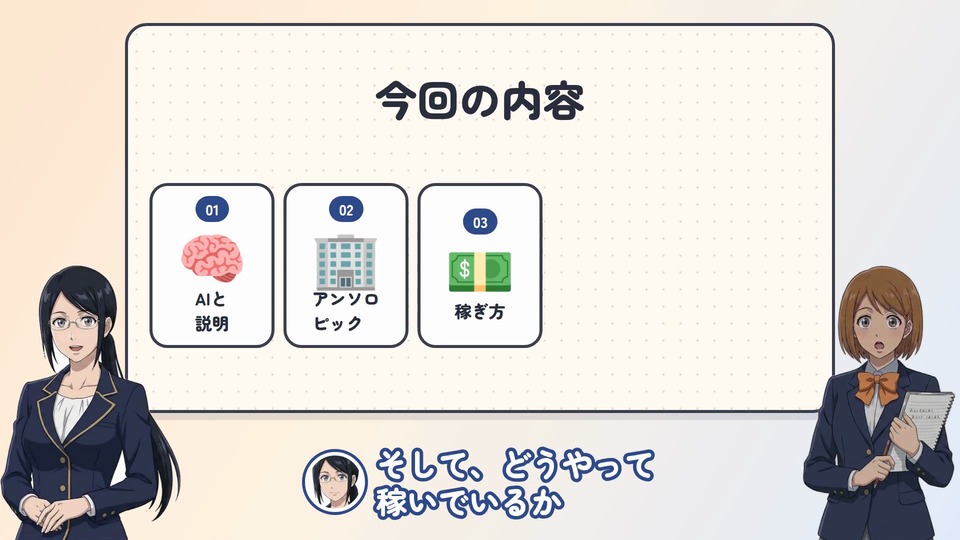 今回の内容
01
AIと
説明
02
アンソロ
ピック
03
$
稼ぎ方
そして、どうやって
稼いでいるか